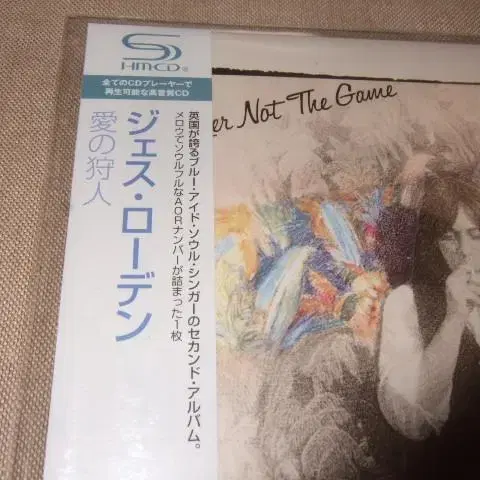 SHM-CD®
全てのCDプレーヤーで
再生可能な高音質CD
ジェス・ローデン
愛の狩人
英国が誇るブルー・アイド・ソウル・シンガーのセカンド・アルバム。
メロウでソウルフルなAORナンバーが詰まった1枚
Not The Game